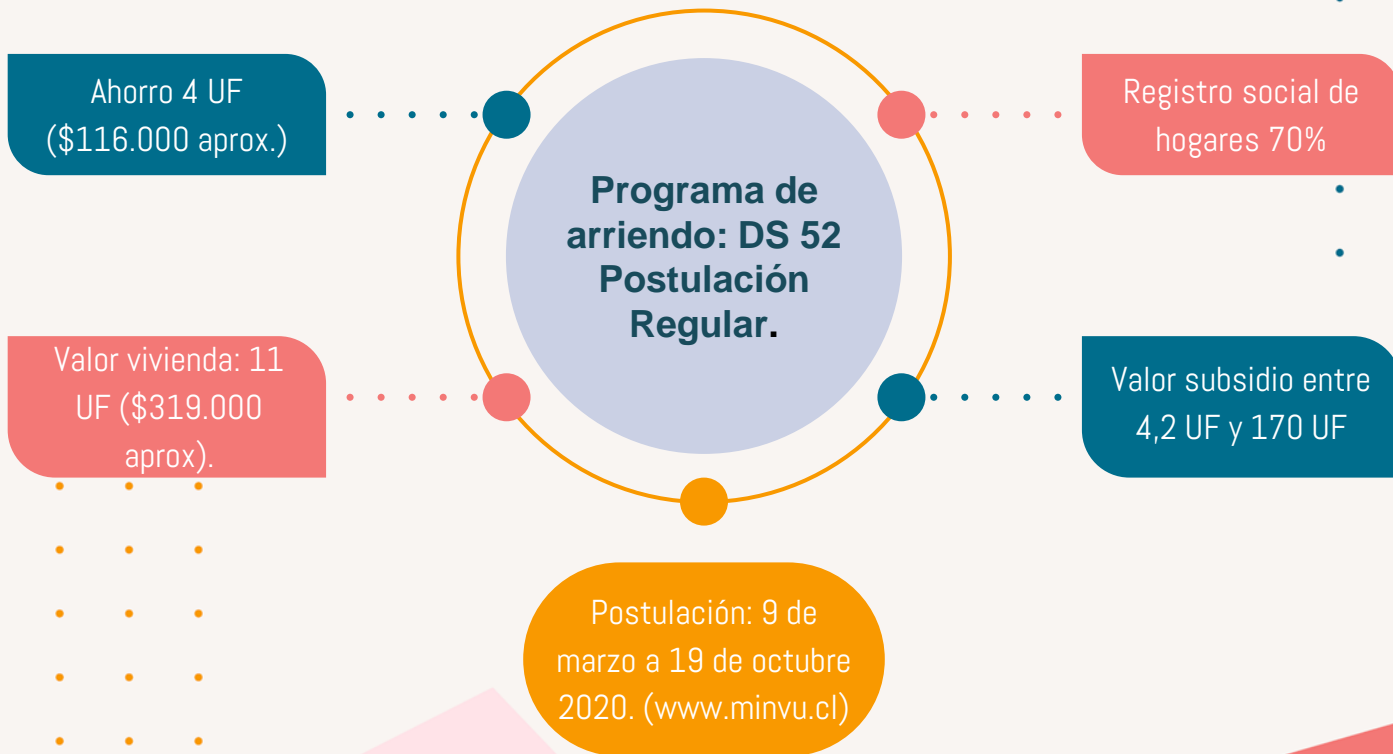 Ahorro 4 UF
($116.000 aprox.)
Registro social de
hogares 70%
Programa de
arriendo: DS 52
Postulación
Regular.
Valor vivienda: 11
UF ($319.000
aprox).
Valor subsidio entre
4,2 UF y 170 UF
Postulación: 9 de
marzo a 19 de octubre
2020. (www.minvu.cl)